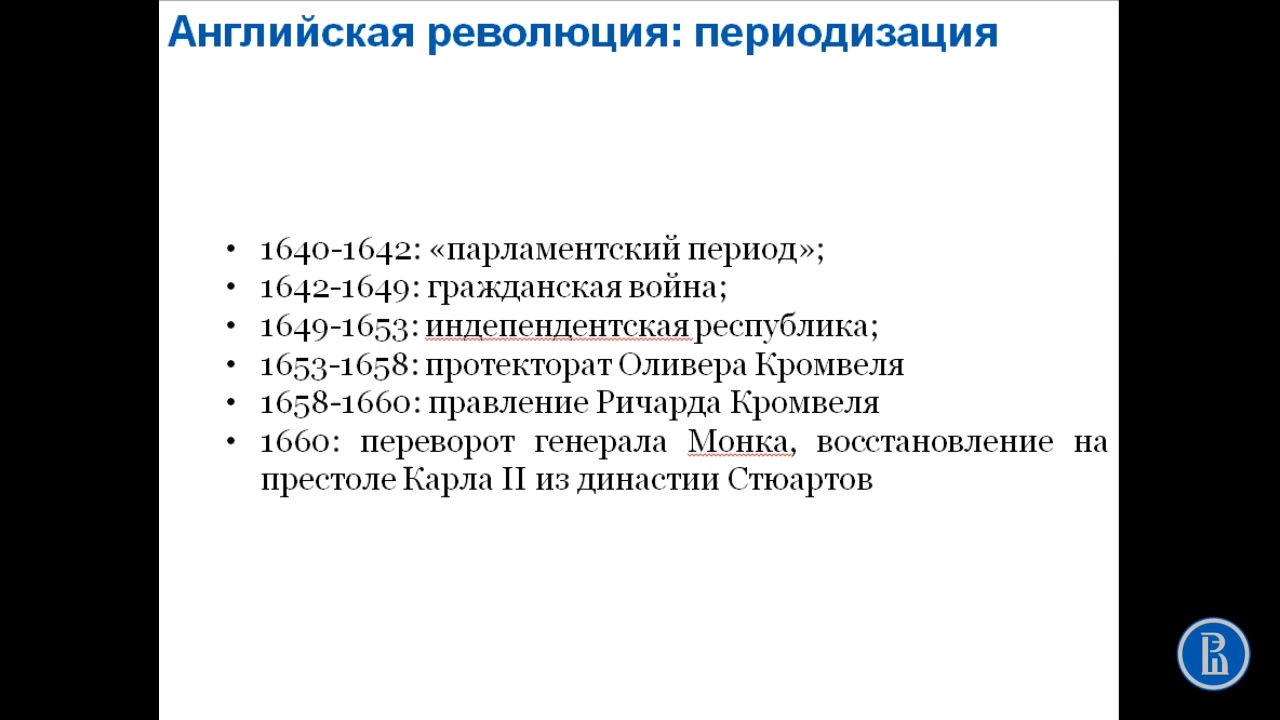 Английская революция: периодизация
• 1640-1642: «парламентский период»;
• 1642-1649: гражданская война;
• 1649-1653: индепендентская республика;
• 1653-1658: протекторат Оливера Кромвеля
• 1658-1660: правление Ричарда Кромвеля
• 1660: переворот генерала Монка, восстановление на
престоле Карла II из династии Стюартов